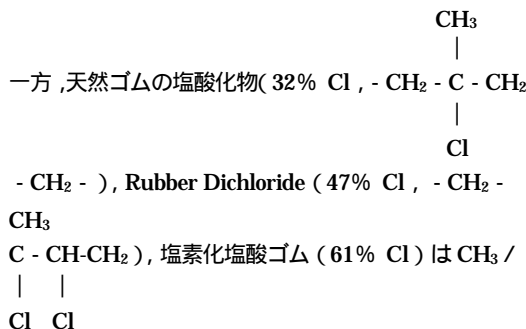 CH₃
|
一方 ,天然ゴムの塩酸化物( 32% Cl , - CH₂ - C - CH₂
|
Cl
- CH₂ - ) , Rubber Dichloride ( 47% Cl , - CH₂ -
CH₃
C - CH-CH₂ ) , 塩素化塩酸ゴム ( 61% Cl ) は CH₃ /
| |
Cl Cl